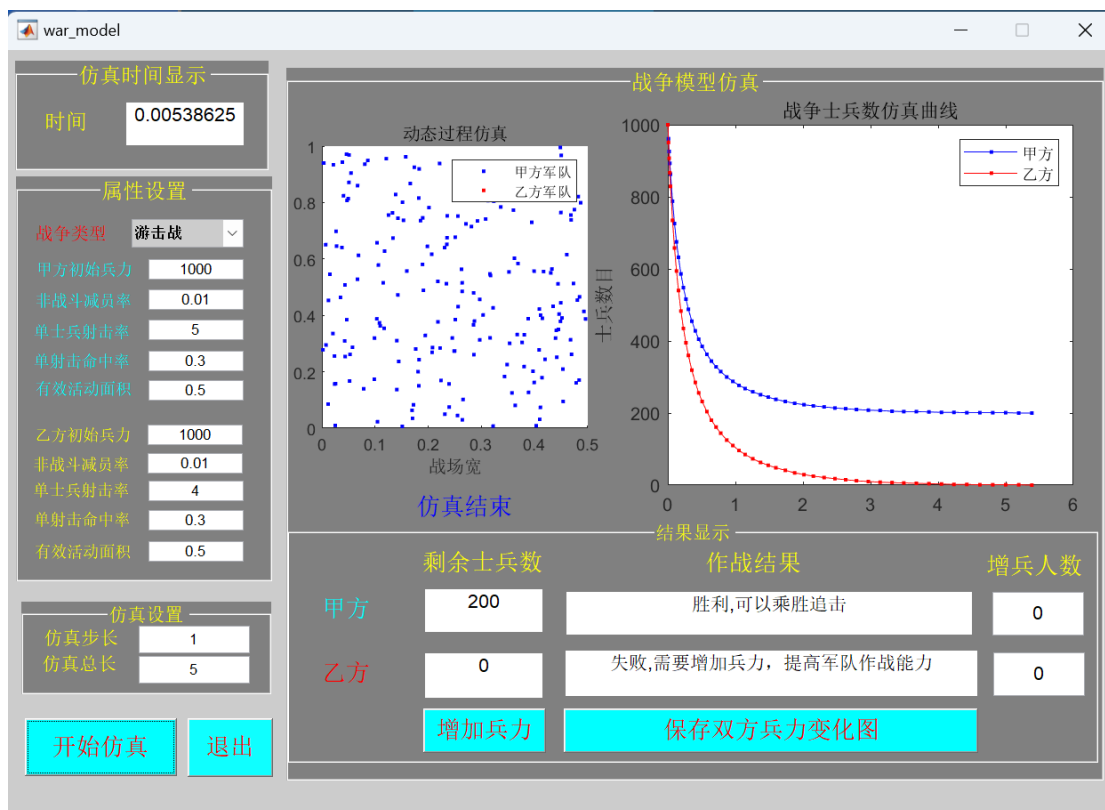 war_model
仿真时间显示
时间 0.00538625
属性设置
战争类型 游击战
甲方初始兵力 1000
非战斗减员率 0.01
单士兵射击率 5
单射击命中率 0.3
有效活动面积 0.5
乙方初始兵力 1000
非战斗减员率 0.01
单士兵射击率 4
单射击命中率 0.3
有效活动面积 0.5
仿真设置
仿真步长 1
仿真总长 5
开始仿真 退出
战争模型仿真
动态过程仿真
甲方军队
乙方军队
1
0.8
0.6
0.4
0.2
0
0 0.1 0.2 0.3 0.4 0.5
战场宽
仿真结束
战争士兵数仿真曲线
甲方
乙方
士兵数目
1000
800
600
400
200
0
0 1 2 3 4 5 6
结果显示
剩余士兵数 作战结果 增兵人数
甲方 200 胜利,可以乘胜追击 0
乙方 0 失败,需要增加兵力，提高军队作战能力 0
增加兵力 保存双方兵力变化图